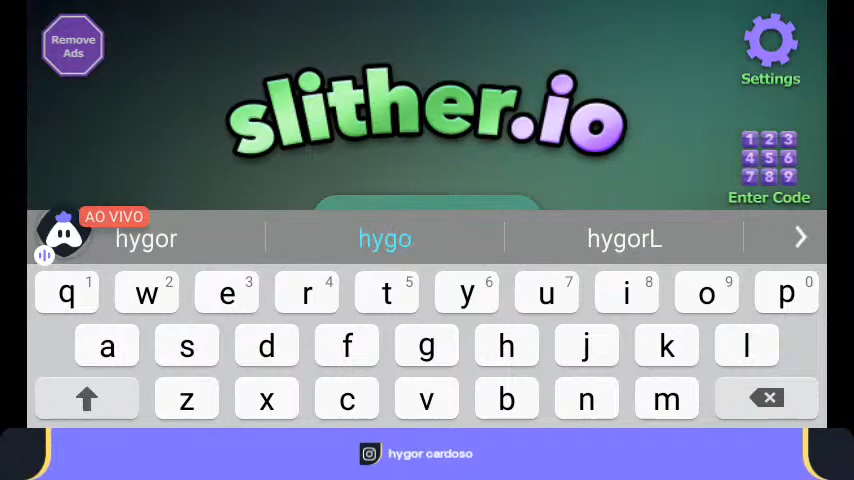 Remove
Ads
slither.io
Settings
1 2 3
4 5 6
7 8 9
Enter Code
AO VIVO
hygor hygo hygorL
q 1 w 2 e 3 r 4 t 5 y 6 u 7 i 8 o 9 p 0
a s d f g h j k l
z x c v b n m
hygor cardoso